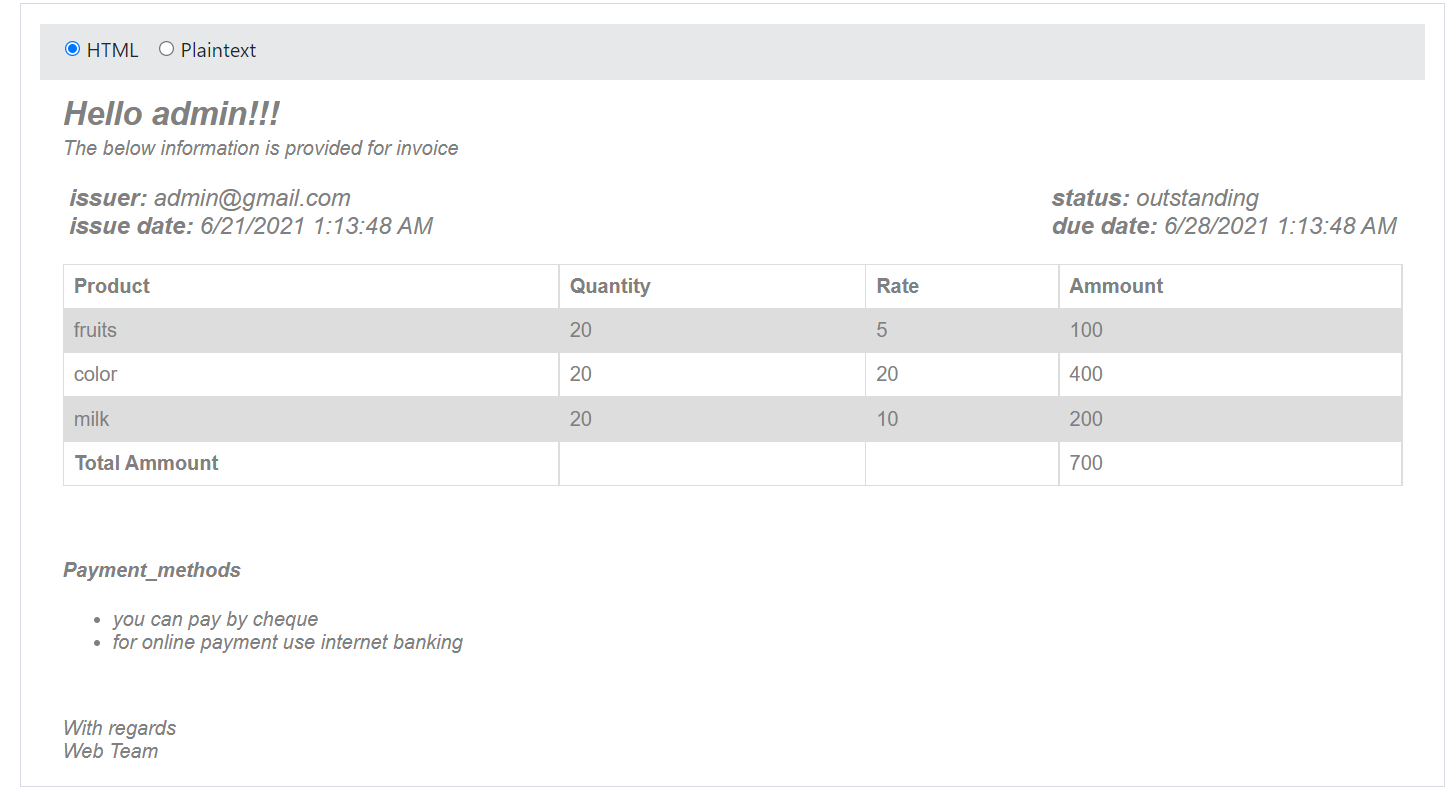 HTML Plaintext
Hello admin!!!
The below information is provided for invoice
issuer: admin@gmail.com status: outstanding
issue date: 6/21/2021 1:13:48 AM due date: 6/28/2021 1:13:48 AM
Product Quantity Rate Ammount
fruits 20 5 100
color 20 20 400
milk 20 10 200
Total Ammount 700
Payment_methods
• you can pay by cheque
• for online payment use internet banking
With regards
Web Team